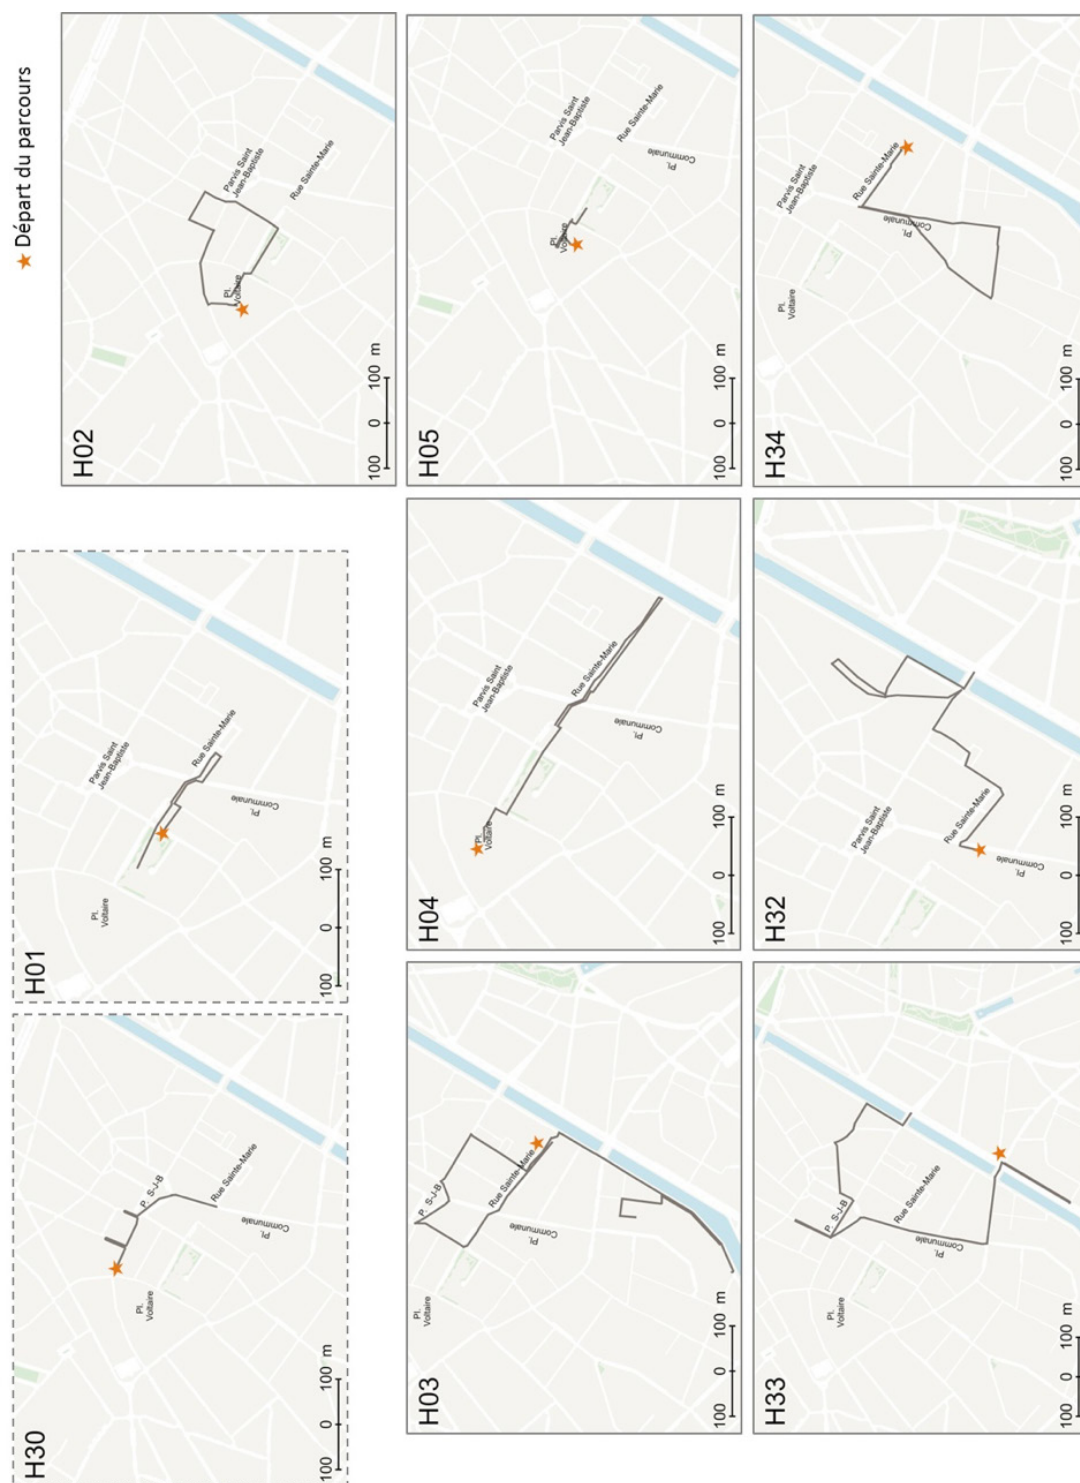 Départ du parcours
H30
Pl.
Voltaire
P. S-J-B
Rue Sainte-Marie
Pl.
Communale
100 0 100 m
H01
Pl.
Voltaire
Parvis Saint
Jean-Baptiste
Rue Sainte-Marie
Pl.
Communale
100 0 100 m
H02
Pl.
Voltaire
Parvis Saint
Jean-Baptiste
Rue Sainte-Marie
100 0 100 m
H03
Pl.
Voltaire
P. S-J-B
Rue Sainte-Marie
Pl.
Communale
100 0 100 m
H04
Pl.
Voltaire
Parvis Saint
Jean-Baptiste
Rue Sainte-Marie
Pl.
Communale
100 0 100 m
H05
Pl.
Voltaire
Parvis Saint
Jean-Baptiste
Rue Sainte-Marie
Pl.
Communale
100 0 100 m
H33
Pl.
Voltaire
P. S-J-B
Rue Sainte-Marie
Pl.
Communale
100 0 100 m
H32
Parvis Saint
Jean-Baptiste
Rue Sainte-Marie
Pl.
Communale
100 0 100 m
H34
Pl.
Voltaire
Parvis Saint
Jean-Baptiste
Rue Sainte-Marie
Pl.
Communale
100 0 100 m